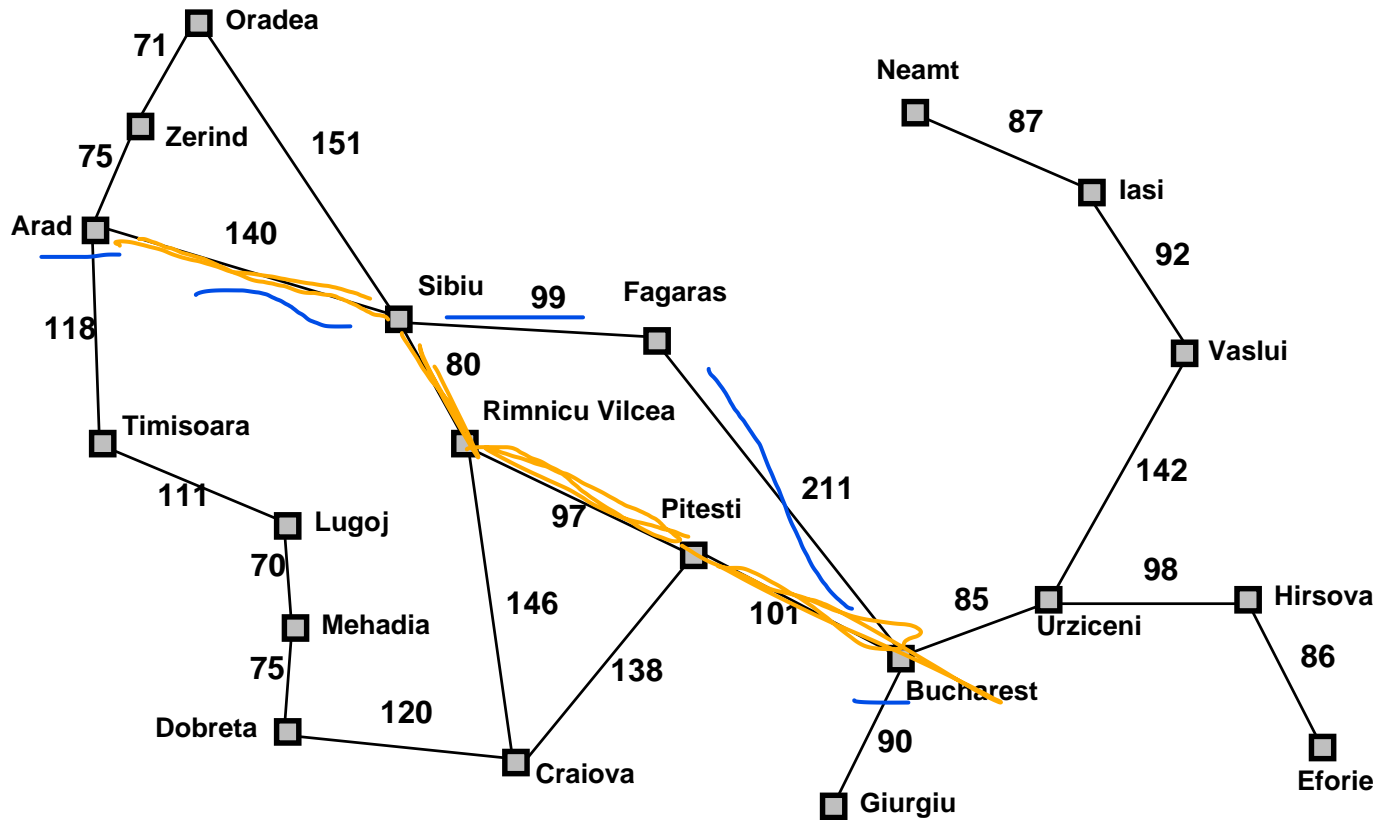 Oradea
71
Neamt
87
Zerind
151
75
Iasi
Arad
140
92
Sibiu
99
Fagaras
118
80
Vaslui
Timisoara
Rimnicu Vilcea
142
111
211
Lugoj
97
Pitesti
70
98
146
101
85
Hirsova
Mehadia
Urziceni
75
138
86
Bucharest
Dobreta
120
90
Craiova
Eforie
Giurgiu